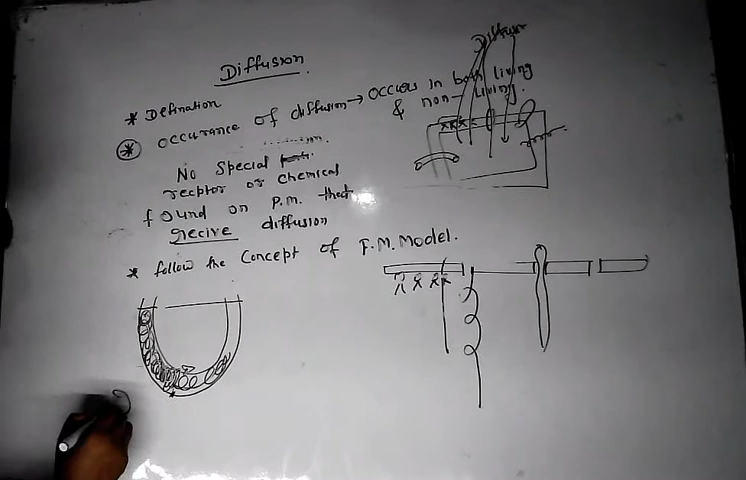 Diffusion.
* Defination
* occurance of diffusion → occurs in both living
& non-living.
No special
receptor or chemical
found on P.M. that
recive diffusion
* follow the concept of F.M. Model.